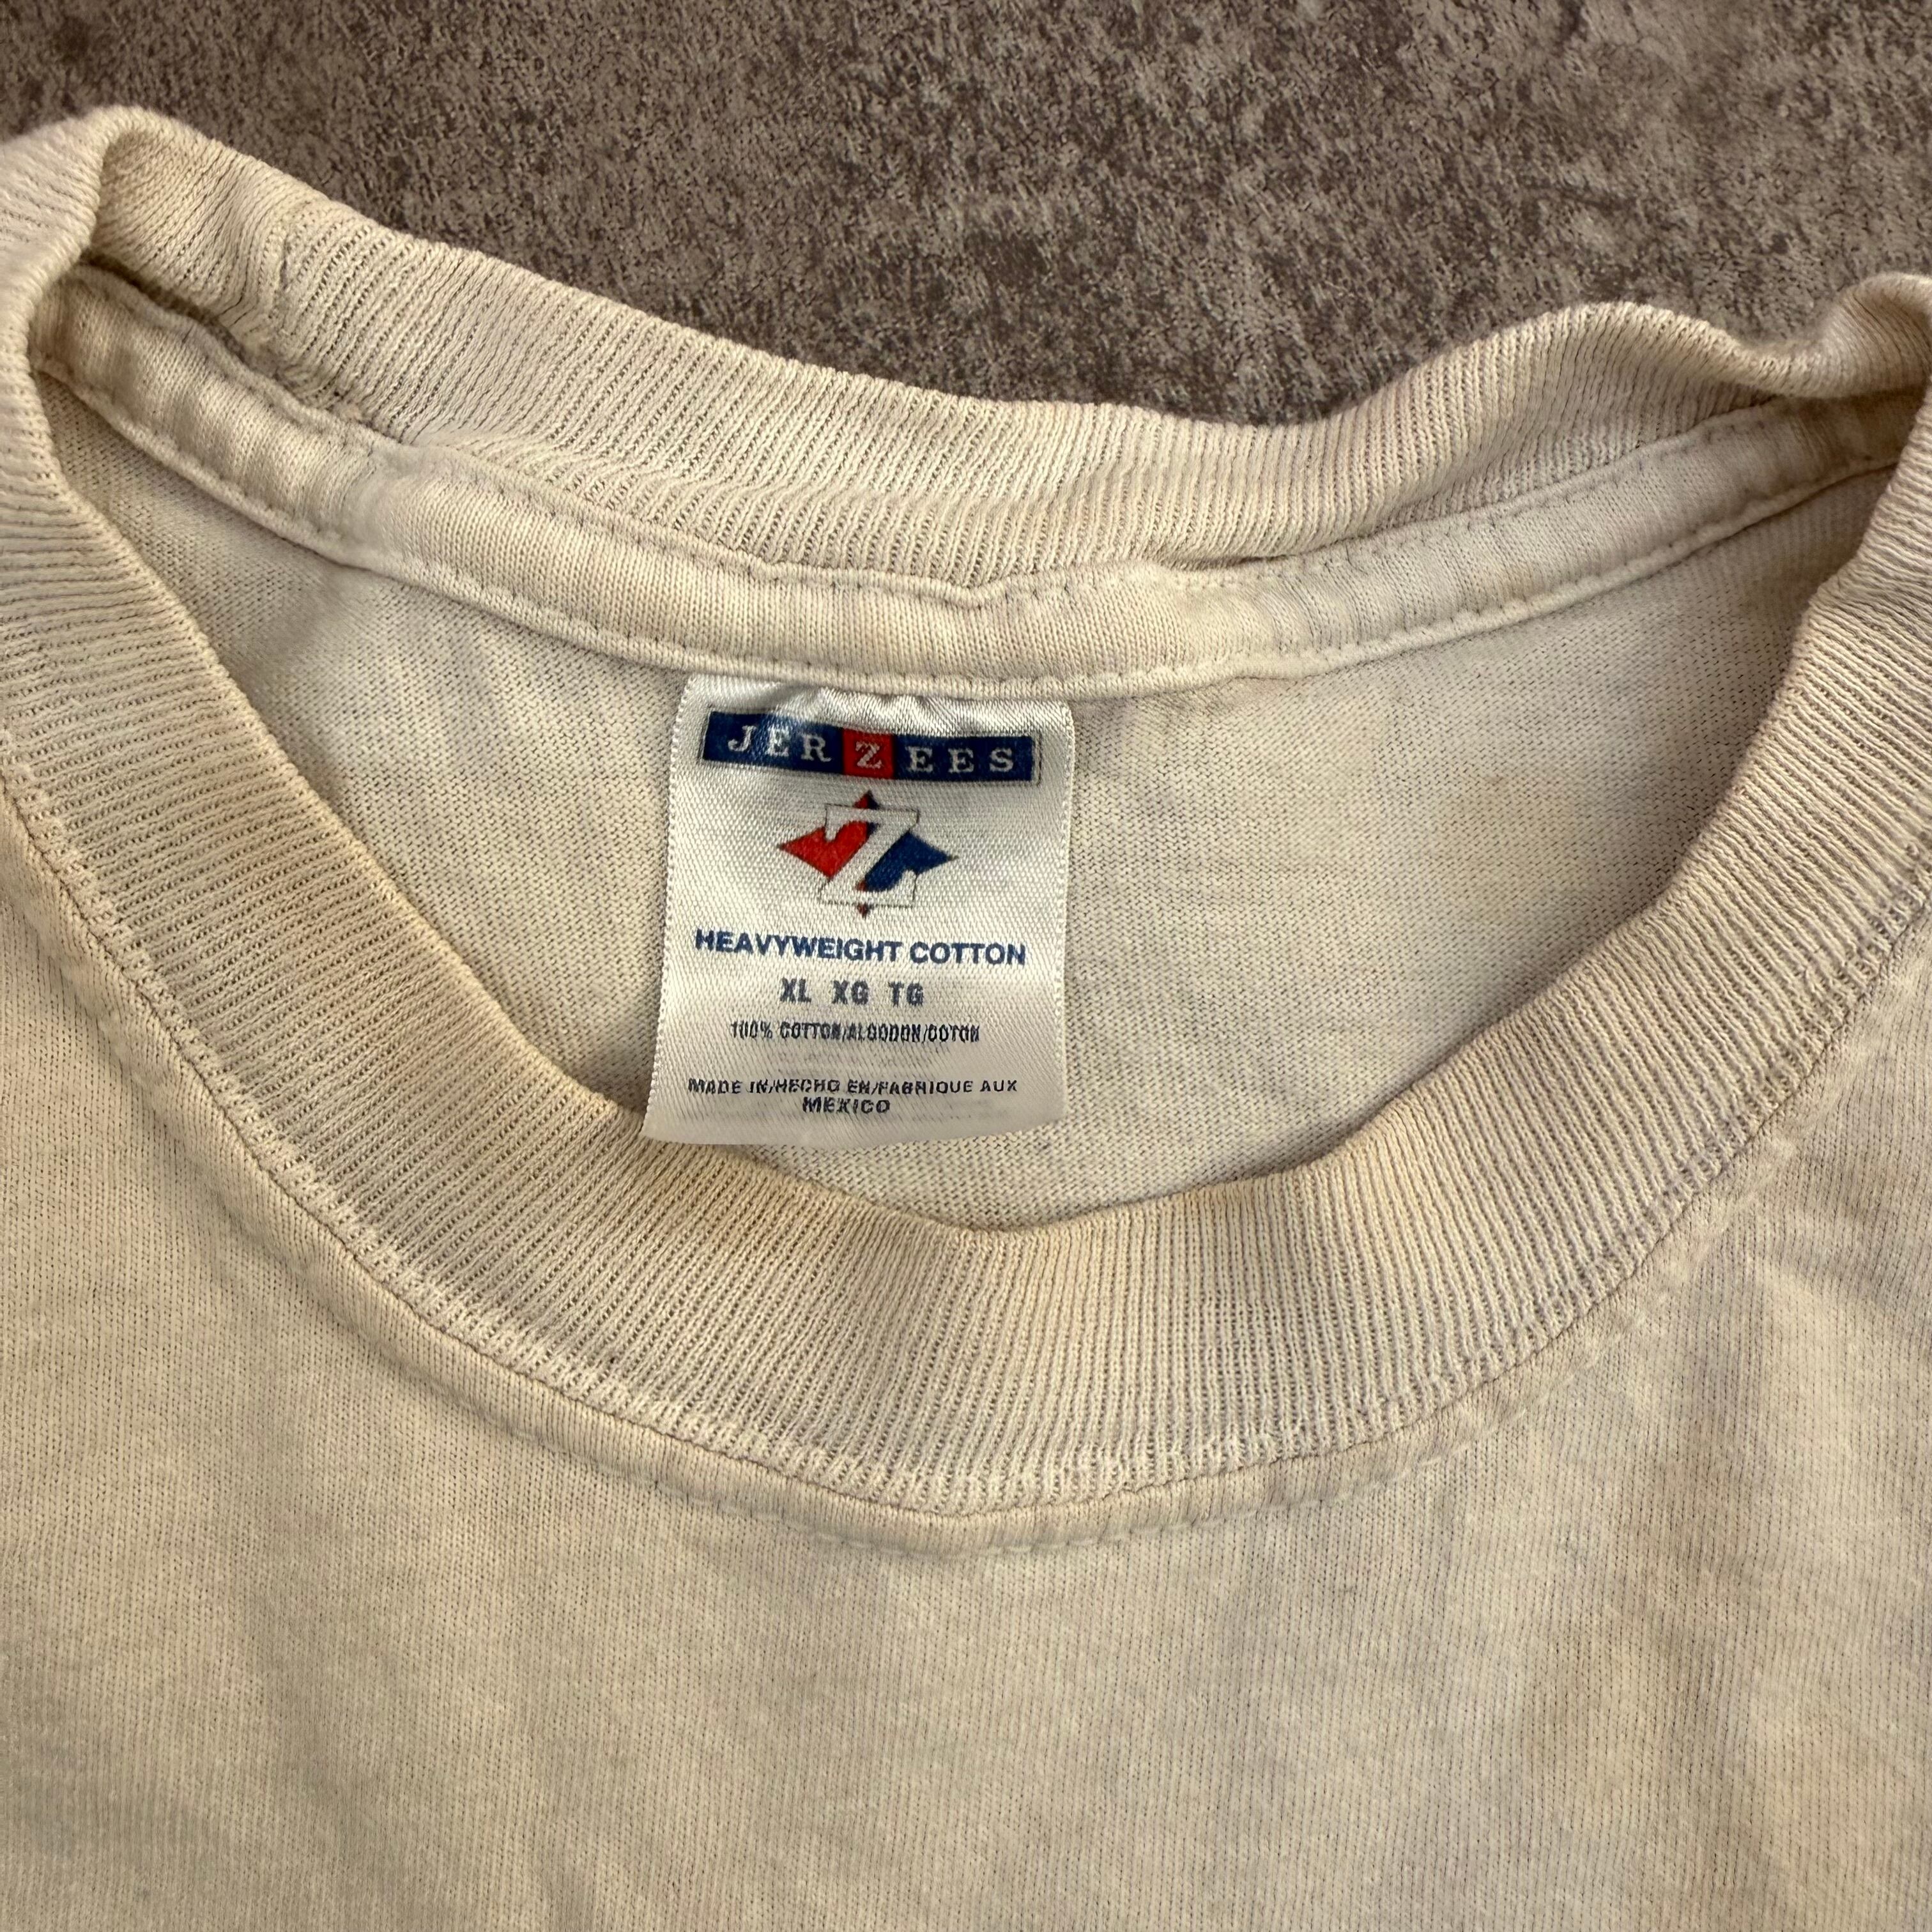 JERZEES
Z
HEAVYWEIGHT COTTON
XL XG TG
100% COTTON/ALGODON/COTON
MADE IN/HECHO EN/FABRIQUE AUX
MEXICO